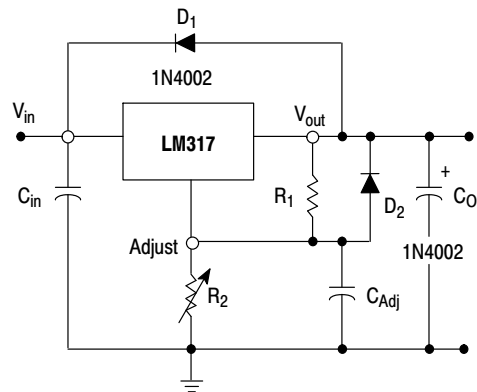 D1
1N4002
Vin
Vout
LM317
Cin
R1
D2
+
CO
1N4002
Adjust
R2
CAdj